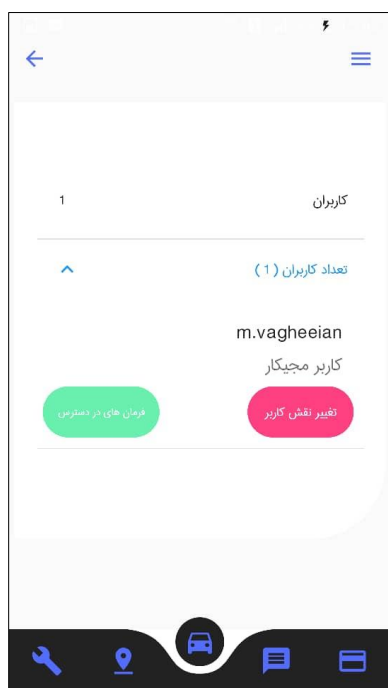 کاربران 1
تعداد کاربران ( 1 )
m.vagheeian
کاربر مجیکار
تغییر نقش کاربر
فرمان های در دسترس